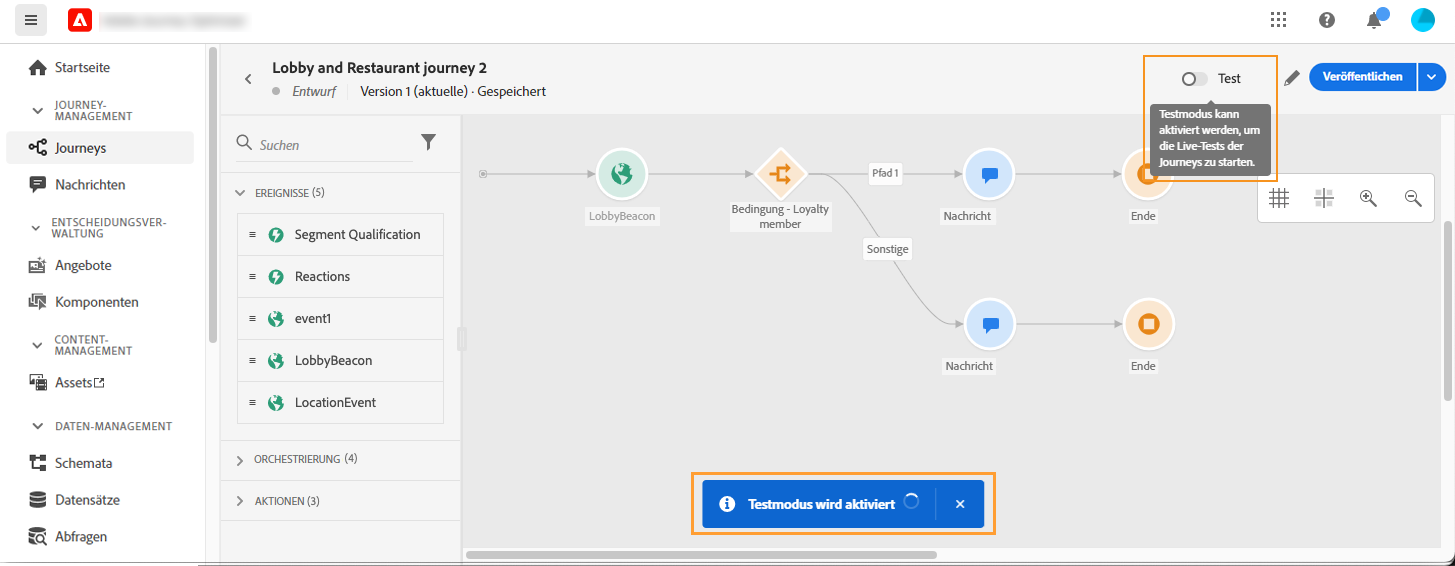 Startseite
JOURNEY-
MANAGEMENT
Journeys
Nachrichten
ENTSCHEIDUNGSVER-
WALTUNG
Angebote
Komponenten
CONTENT-
MANAGEMENT
Assets
DATEN-MANAGEMENT
Schemata
Datensätze
Abfragen
Lobby and Restaurant journey 2
Entwurf
Version 1 (aktuelle) · Gespeichert
Test
Veröffentlichen
Testmodus kann
aktiviert werden, um
die Live-Tests der
Journeys zu starten.
Suchen
EREIGNISSE (5)
Segment Qualification
Reactions
event1
LobbyBeacon
LocationEvent
ORCHESTRIERUNG (4)
AKTIONEN (3)
LobbyBeacon
Bedingung - Loyalty
member
Pfad 1
Nachricht
Ende
Sonstige
Nachricht
Ende
Testmodus wird aktiviert